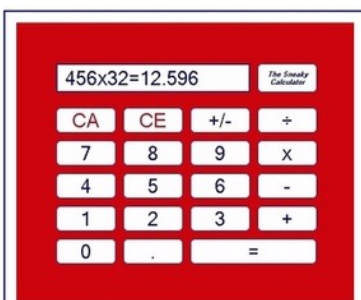 456x32=12.596
The Sneaky
Calculator
CA CE +/- ÷
7 8 9 X
4 5 6 -
1 2 3 +
0 . =